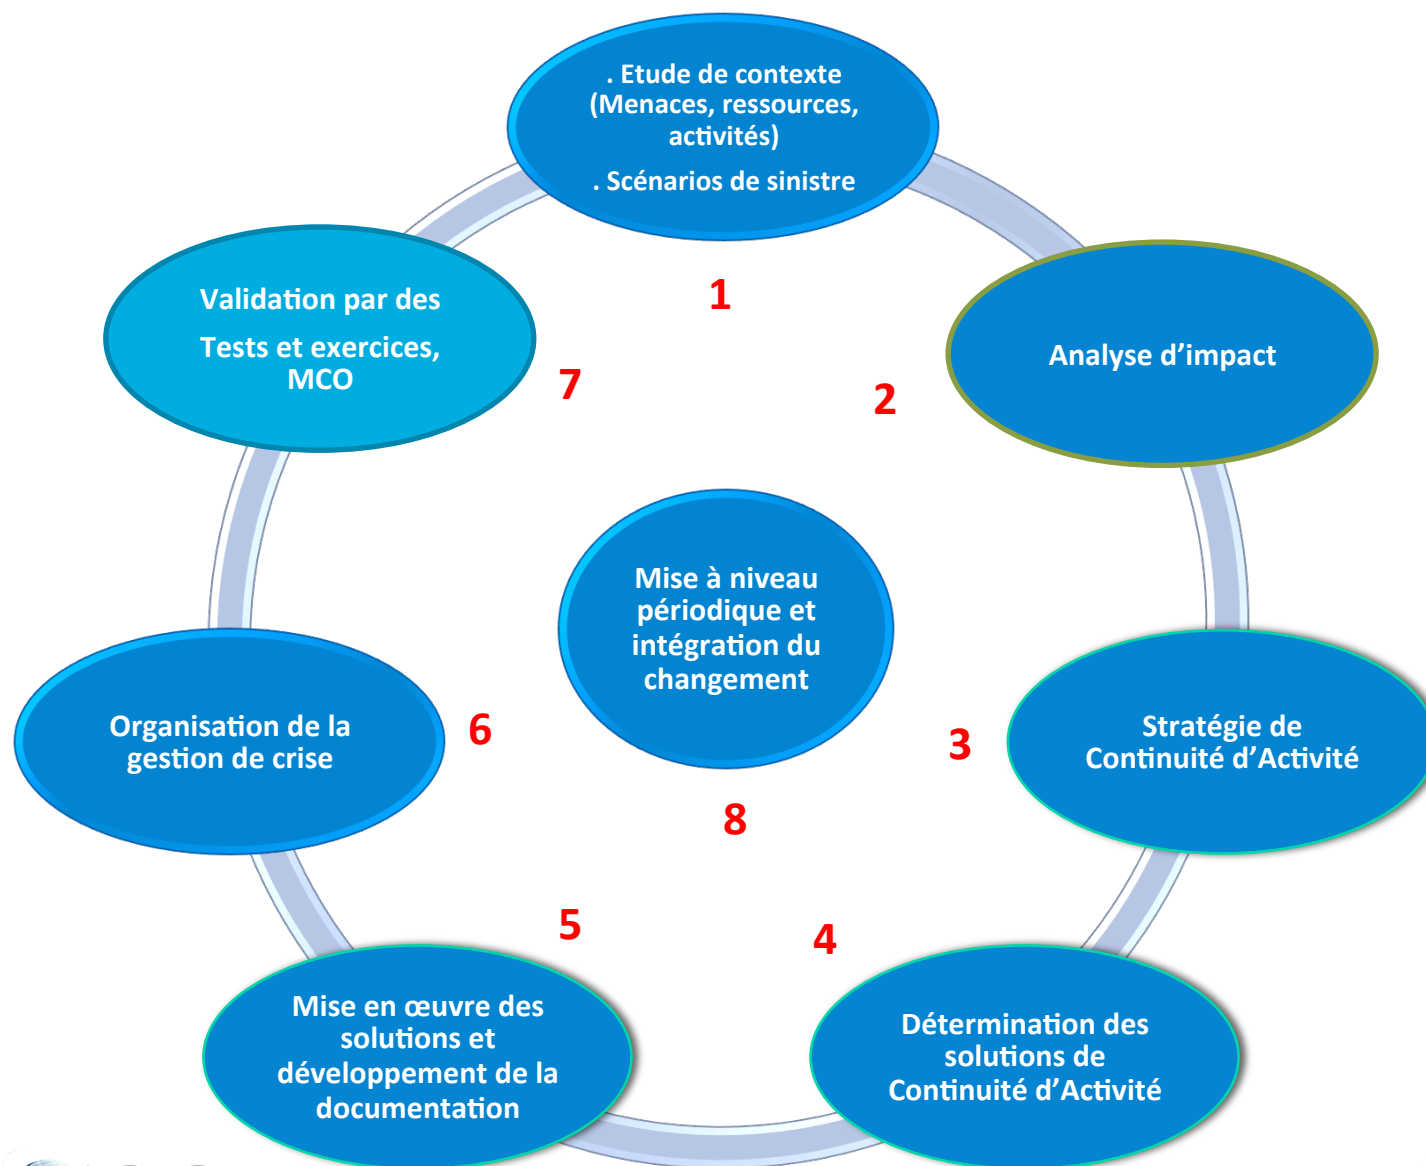 . Etude de contexte
(Menaces, ressources,
activités)
. Scénarios de sinistre
1
Analyse d’impact
2
Stratégie de
Continuité d’Activité
3
Détermination des
solutions de
Continuité d’Activité
4
Mise en œuvre des
solutions et
développement de la
documentation
5
Organisation de la
gestion de crise
6
Validation par des
Tests et exercices,
MCO
7
Mise à niveau
périodique et
intégration du
changement
8